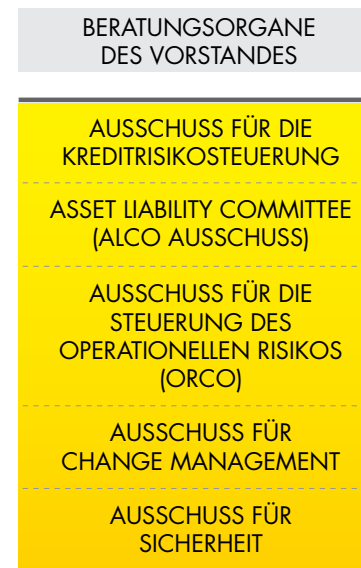 BERATUNGSORGANE
DES VORSTANDES
AUSSCHUSS FÜR DIE
KREDITRISIKOSTEUERUNG
ASSET LIABILITY COMMITTEE
(ALCO AUSSCHUSS)
AUSSCHUSS FÜR DIE
STEUERUNG DES
OPERATIONELLEN RISIKOS
(ORCO)
AUSSCHUSS FÜR
CHANGE MANAGEMENT
AUSSCHUSS FÜR
SICHERHEIT